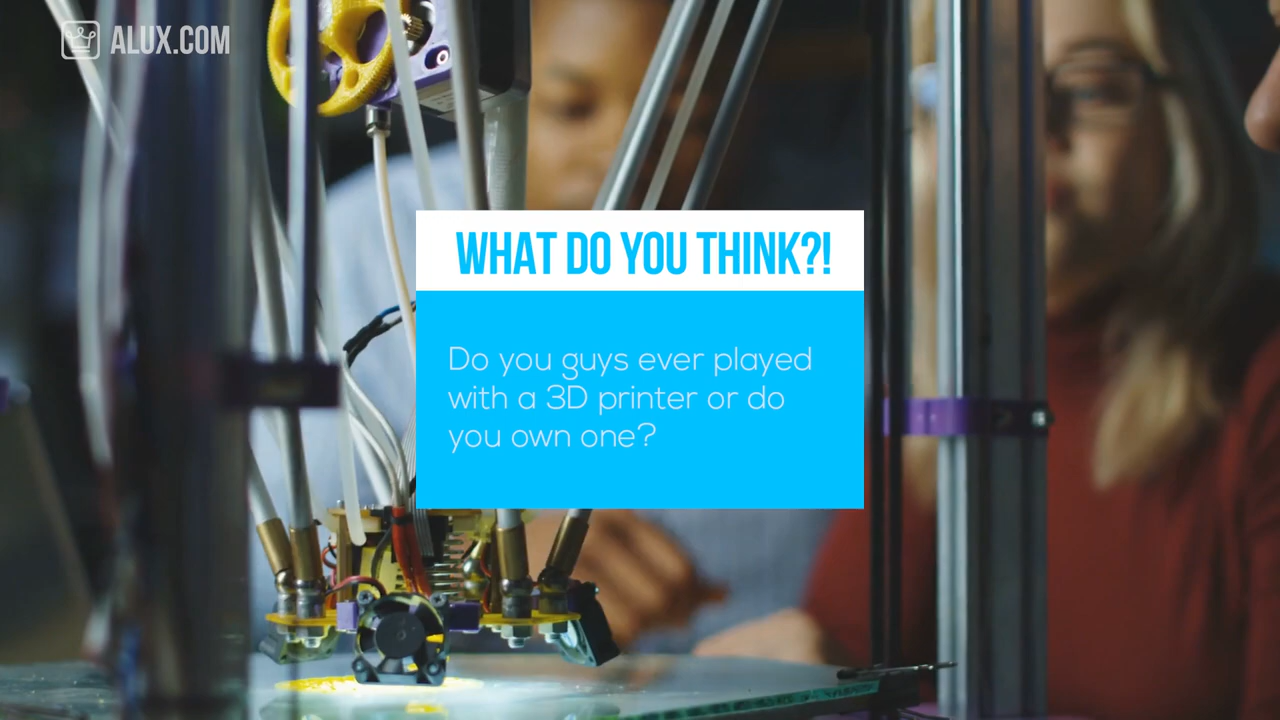 ALUX.COM
WHAT DO YOU THINK?!
Do you guys ever played
with a 3D printer or do
you own one?